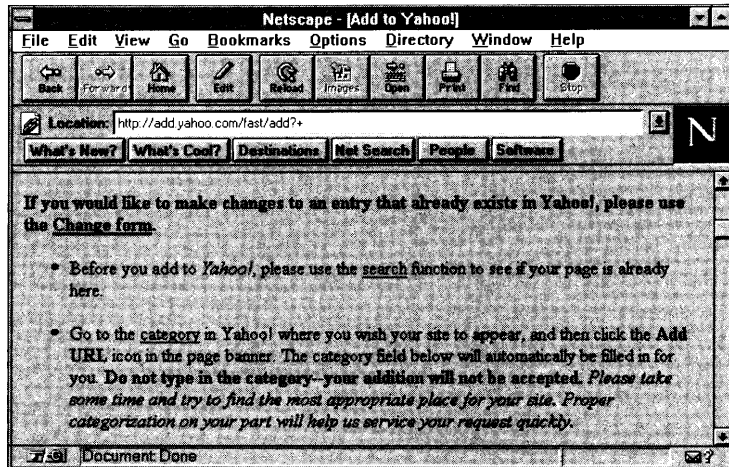 Netscape - [Add to Yahoo!]
File Edit View Go Bookmarks Options Directory Window Help
Back Forward Home Edit Reload Images Open Print Find Stop
Location: http://add.yahoo.com/fast/add?+
N
What's New? What's Cool? Destinations Net Search People Software
If you would like to make changes to an entry that already exists in Yahoo!, please use
the Change form.
• Before you add to Yahoo!, please use the search function to see if your page is already
here.
• Go to the category in Yahoo! where you wish your site to appear, and then click the Add
URL icon in the page banner. The category field below will automatically be filled in for
you. Do not type in the category--your addition will not be accepted. Please take
some time and try to find the most appropriate place for your site. Proper
categorization on your part will help us service your request quickly.
Document: Done
?